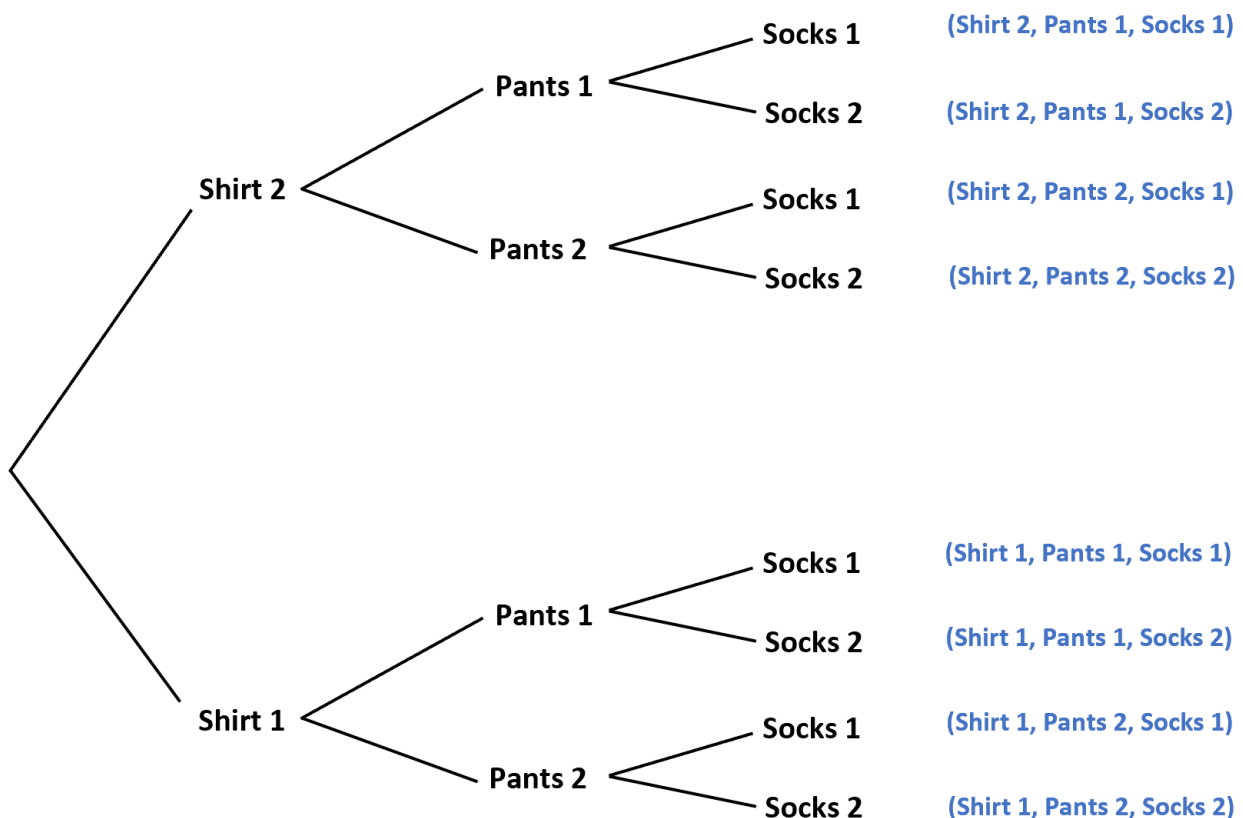 Socks 1 (Shirt 2, Pants 1, Socks 1)
Pants 1
Socks 2 (Shirt 2, Pants 1, Socks 2)
Shirt 2
Socks 1 (Shirt 2, Pants 2, Socks 1)
Pants 2
Socks 2 (Shirt 2, Pants 2, Socks 2)
Socks 1 (Shirt 1, Pants 1, Socks 1)
Pants 1
Socks 2 (Shirt 1, Pants 1, Socks 2)
Shirt 1
Socks 1 (Shirt 1, Pants 2, Socks 1)
Pants 2
Socks 2 (Shirt 1, Pants 2, Socks 2)